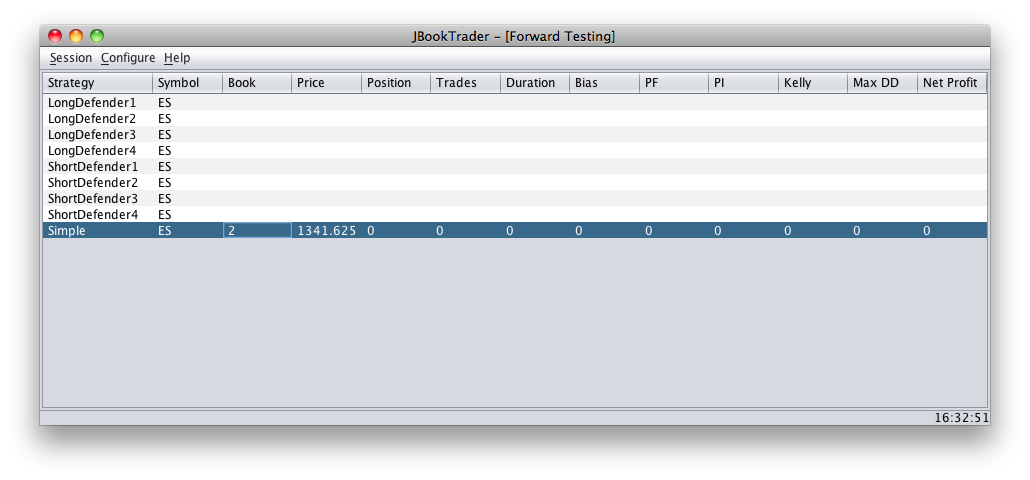 JBookTrader – [Forward Testing]
Session Configure Help
Strategy Symbol Book Price Position Trades Duration Bias PF PI Kelly Max DD Net Profit
LongDefender1 ES
LongDefender2 ES
LongDefender3 ES
LongDefender4 ES
ShortDefender1 ES
ShortDefender2 ES
ShortDefender3 ES
ShortDefender4 ES
Simple ES 2 1341.625 0 0 0 0 0 0 0 0 0
16:32:51